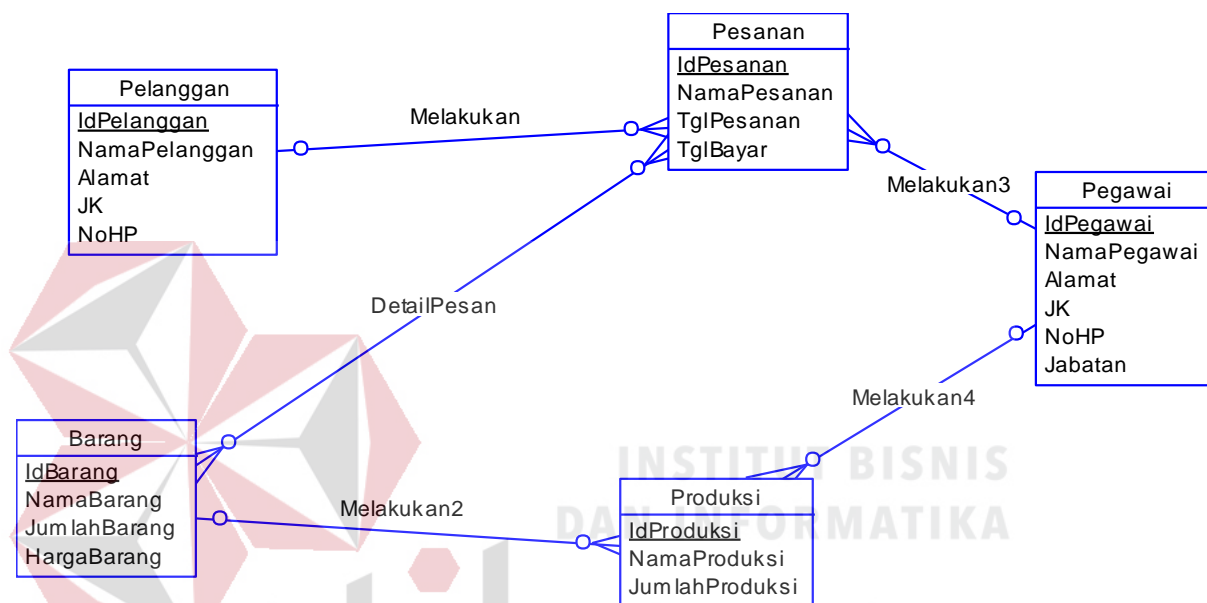 Pesanan
IdPesanan
NamaPesanan
TglPesanan
TglBayar
Pelanggan
IdPelanggan
NamaPelanggan
Alamat
JK
NoHP
Melakukan
Melakukan3
Pegawai
IdPegawai
NamaPegawai
Alamat
JK
NoHP
Jabatan
DetailPesan
Melakukan4
Barang
IdBarang
NamaBarang
JumlahBarang
HargaBarang
Melakukan2
INSTITUT BISNIS
DAN INFORMATIKA
Produksi
IdProduksi
NamaProduksi
JumlahProduksi